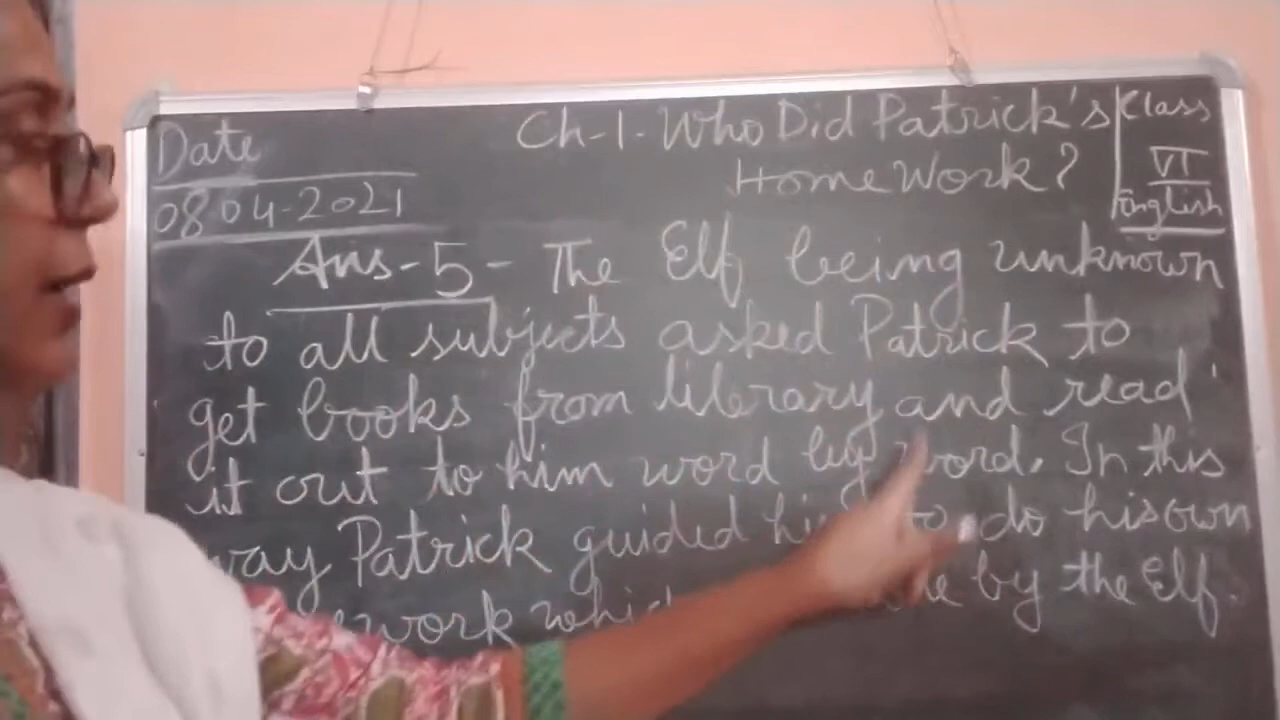 Date
08 04-2021
Ch-1-Who Did Patrick's
Home Work?
Class
VI
English
Ans-5- The Elf being unknown
to all subjects asked Patrick to
get books from library and read
it out to him word by word. In this
way Patrick guided to do his own
work by the Elf.